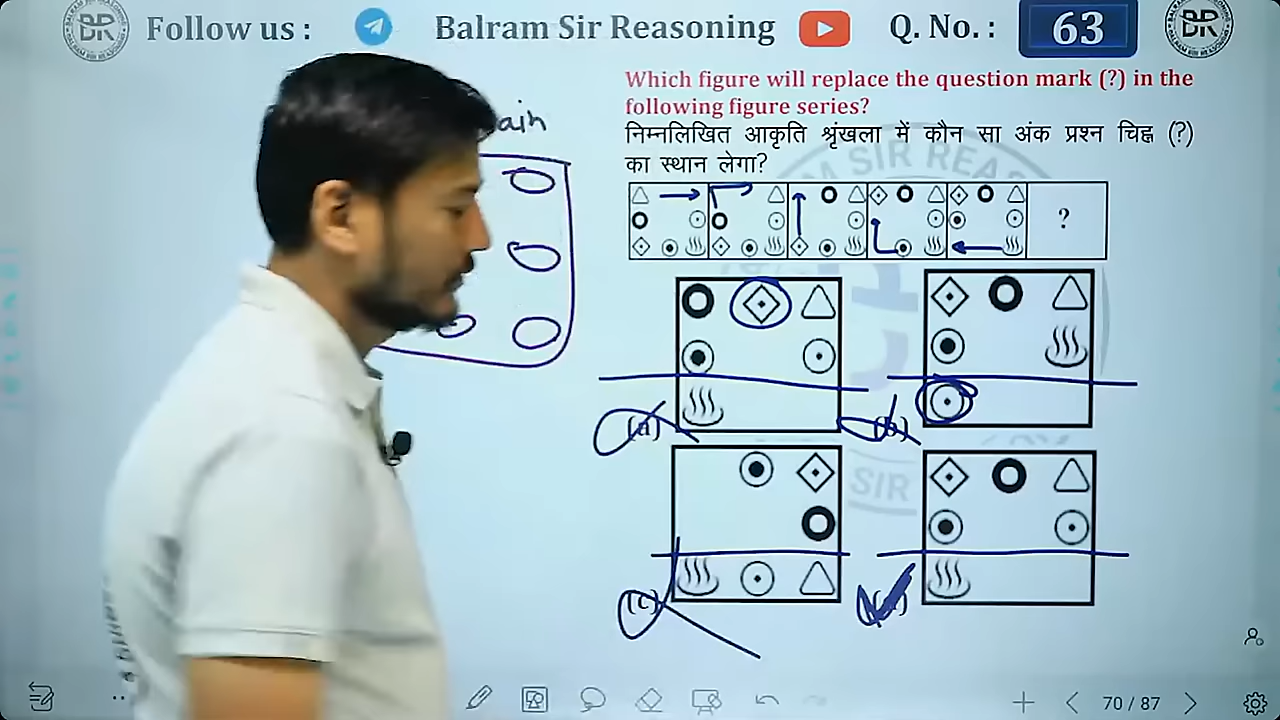 Follow us :
Balram Sir Reasoning
Q. No. :
63
Which figure will replace the question mark (?) in the
following figure series?
निम्नलिखित आकृति श्रृंखला में कौन सा अंक प्रश्न चिह्न (?)
का स्थान लेगा?
?
(a)
(b)
(c)
70 / 87